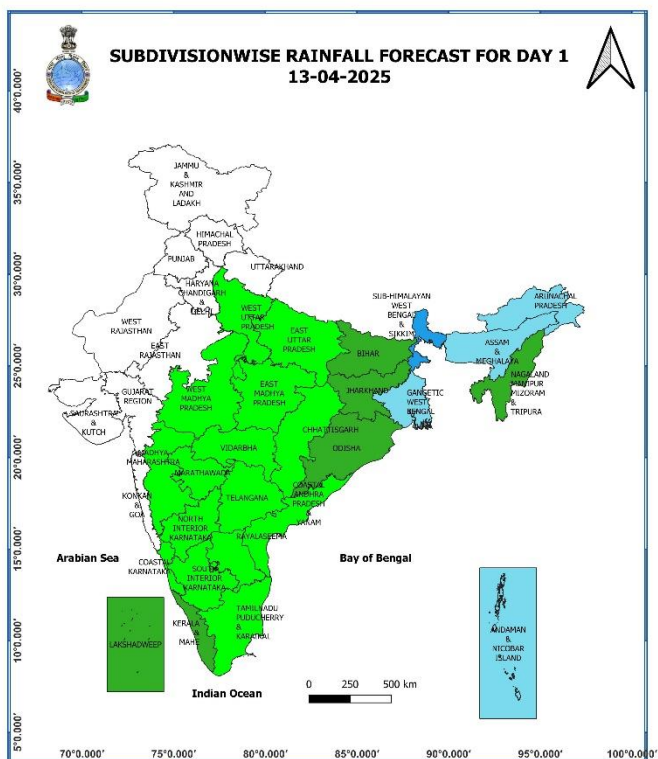 SUBDIVISIONWISE RAINFALL FORECAST FOR DAY 1
13-04-2025
40°0.000'
35°0.000'
30°0.000'
25°0.000'
20°0.000'
15°0.000'
10°0.000'
5°0.000'
JAMMU
&
KASHMIR
AND
LADAKH
HIMACHAL
PRADESH
PUNJAB
UTTARAKHAND
HARYANA
CHANDIGARH
&
DELHI
WEST
RAJASTHAN
EAST
RAJASTHAN
WEST
UTTAR
PRADESH
EAST
UTTAR
PRADESH
SUB-HIMALAYAN
WEST
BENGAL
&
SIKKIM
ARUNACHAL
PRADESH
ASSAM
&
MEGHALAYA
NAGALAND
MANIPUR
MIZORAM
&
TRIPURA
BIHAR
JHARKHAND
GANGETIC
WEST
BENGAL
GUJARAT
REGION
SAURASHTRA
&
KUTCH
WEST
MADHYA
PRADESH
EAST
MADHYA
PRADESH
CHHATTISGARH
ODISHA
VIDARBHA
MADHYA
MAHARASHTRA
MARATHAWADA
KONKAN
&
GOA
TELANGANA
COASTAL
ANDHRA
PRADESH
&
YANAM
NORTH
INTERIOR
KARNATAKA
RAYALASEEMA
COASTAL
KARNATAKA
SOUTH
INTERIOR
KARNATAKA
TAMILNADU
PUDUCHERRY
&
KARAIKAL
KERALA
&
MAHE
LAKSHADWEEP
ANDAMAN
&
NICOBAR
ISLAND
Arabian Sea
Bay of Bengal
Indian Ocean
0 250 500 km
70°0.000' 75°0.000' 80°0.000' 85°0.000' 90°0.000' 95°0.000' 100°0.000'